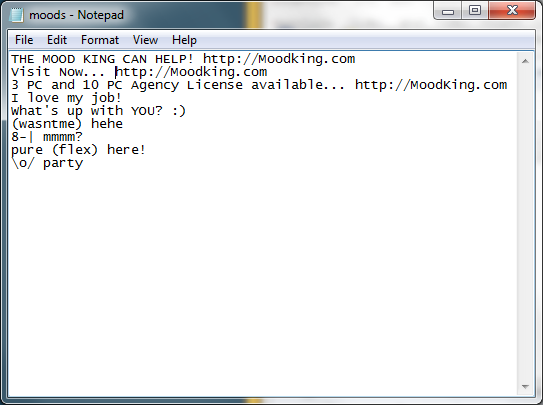 moods - Notepad
File Edit Format View Help
THE MOOD KING CAN HELP! http://Moodking.com
Visit Now... http://Moodking.com
3 PC and 10 PC Agency License available... http://MoodKing.com
I love my job!
What's up with YOU? :)
(wasntme) hehe
8-| mmmm?
pure (flex) here!
\o/ party